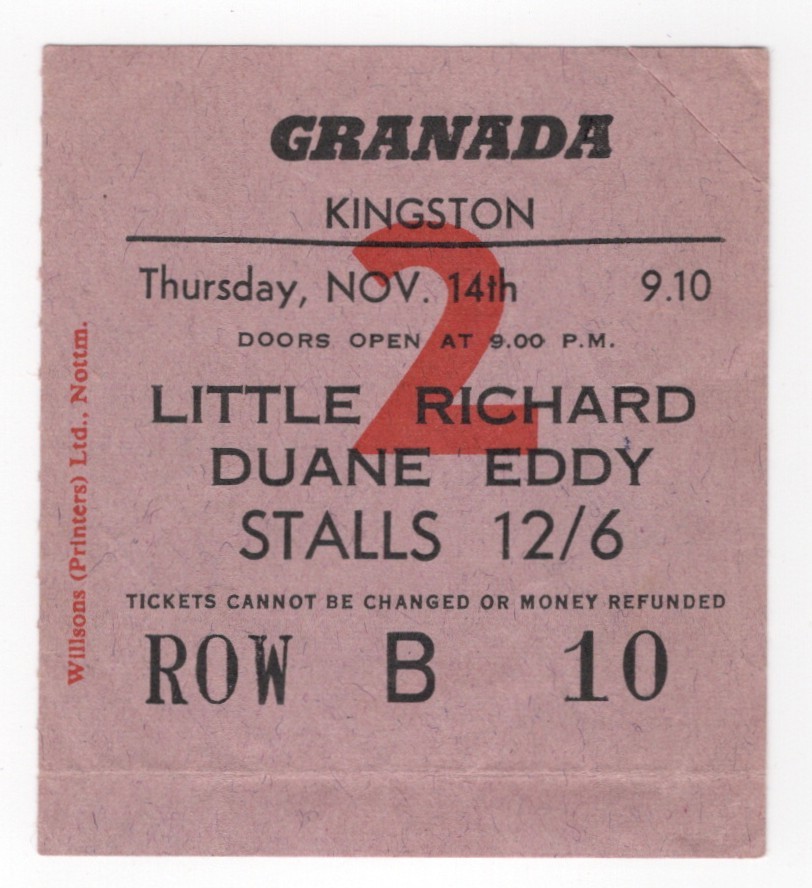 GRANADA
KINGSTON
2
Thursday, NOV. 14th 9.10
DOORS OPEN AT 9.00 P.M.
LITTLE RICHARD
DUANE EDDY
STALLS 12/6
TICKETS CANNOT BE CHANGED OR MONEY REFUNDED
ROW B 10
Willsons (Printers) Ltd., Nottm.